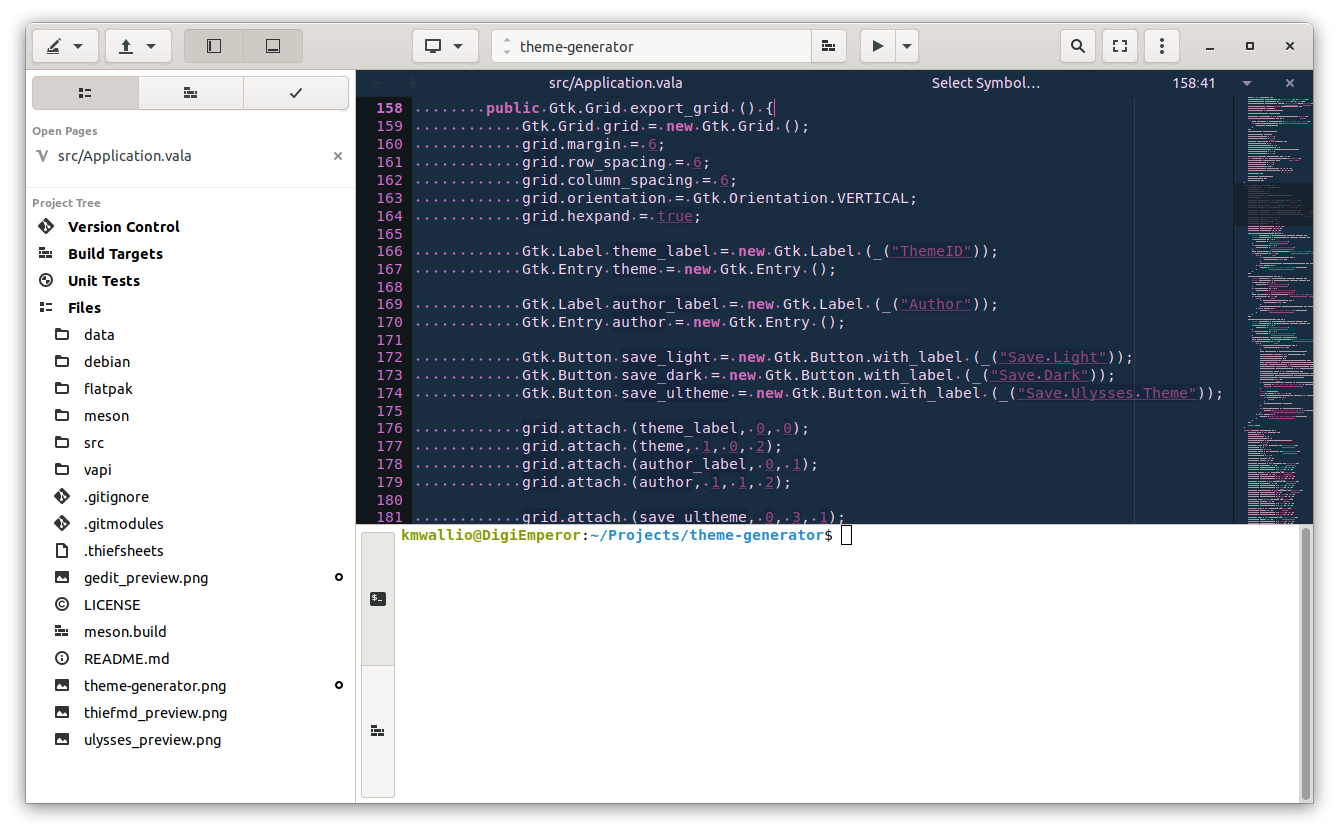 theme-generator
src/Application.vala
Select Symbol…
158:41
Open Pages
src/Application.vala
Project Tree
Version Control
Build Targets
Unit Tests
Files
data
debian
flatpak
meson
src
vapi
.gitignore
.gitmodules
.thiefsheets
gedit_preview.png
LICENSE
meson.build
README.md
theme-generator.png
thiefmd_preview.png
ulysses_preview.png
158 ........public.Gtk.Grid.export_grid.().{
159 ............Gtk.Grid.grid.=.new.Gtk.Grid.();
160 ............grid.margin.=.6;
161 ............grid.row_spacing.=.6;
162 ............grid.column_spacing.=.6;
163 ............grid.orientation.=.Gtk.Orientation.VERTICAL;
164 ............grid.hexpand.=.true;
165
166 ............Gtk.Label.theme_label.=.new.Gtk.Label.(_("ThemeID"));
167 ............Gtk.Entry.theme.=.new.Gtk.Entry.();
168
169 ............Gtk.Label.author_label.=.new.Gtk.Label.(_("Author"));
170 ............Gtk.Entry.author.=.new.Gtk.Entry.();
171
172 ............Gtk.Button.save_light.=.new.Gtk.Button.with_label.(_("Save.Light"));
173 ............Gtk.Button.save_dark.=.new.Gtk.Button.with_label.(_("Save.Dark"));
174 ............Gtk.Button.save_ultheme.=.new.Gtk.Button.with_label.(_("Save.Ulysses.Theme"));
175
176 ............grid.attach.(theme_label,.0,.0);
177 ............grid.attach.(theme,.1,.0,.2);
178 ............grid.attach.(author_label,.0,.1);
179 ............grid.attach.(author,.1,.1,.2);
180
181 ............grid.attach.(save_ultheme,.0,.3,.1);
kmwallio@DigiEmperor:~/Projects/theme-generator$